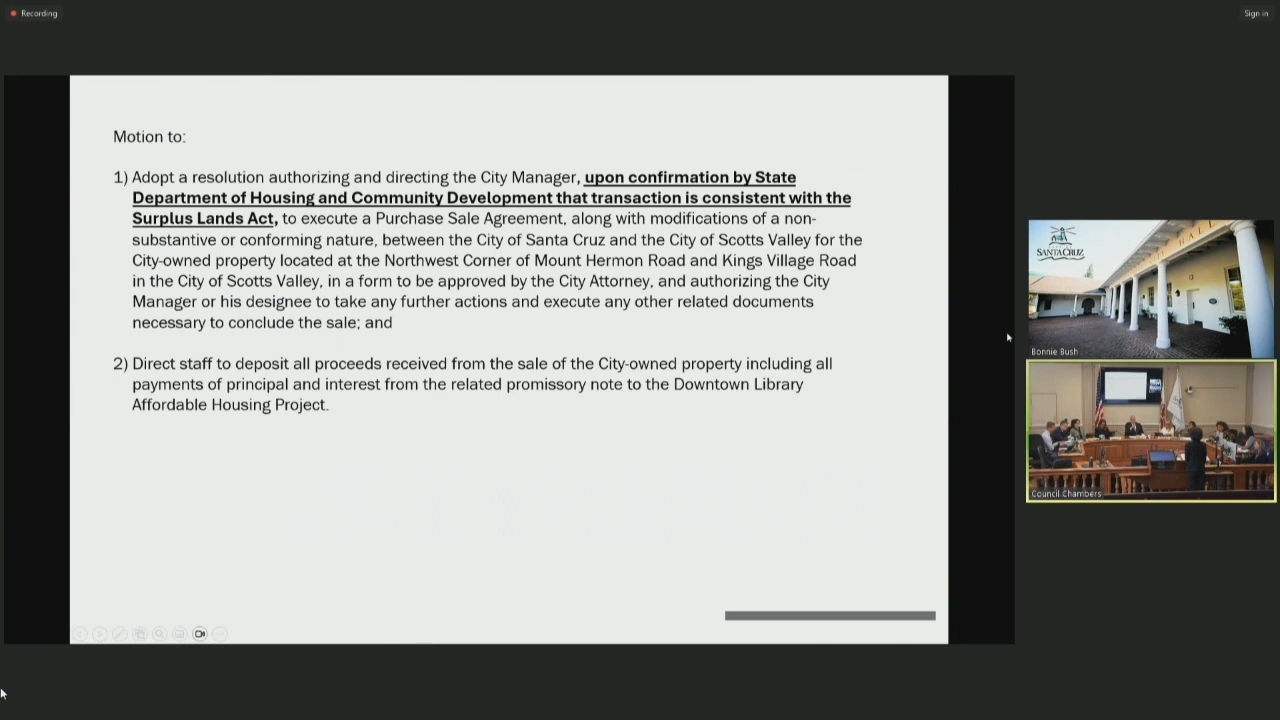 Recording
Sign in
Motion to:
1) Adopt a resolution authorizing and directing the City Manager, upon confirmation by State
Department of Housing and Community Development that transaction is consistent with the
Surplus Lands Act, to execute a Purchase Sale Agreement, along with modifications of a non-
substantive or conforming nature, between the City of Santa Cruz and the City of Scotts Valley for the
City-owned property located at the Northwest Corner of Mount Hermon Road and Kings Village Road
in the City of Scotts Valley, in a form to be approved by the City Attorney, and authorizing the City
Manager or his designee to take any further actions and execute any other related documents
necessary to conclude the sale; and
2) Direct staff to deposit all proceeds received from the sale of the City-owned property including all
payments of principal and interest from the related promissory note to the Downtown Library
Affordable Housing Project.
SANTA CRUZ
HALL
Bonnie Bush
Council Chambers